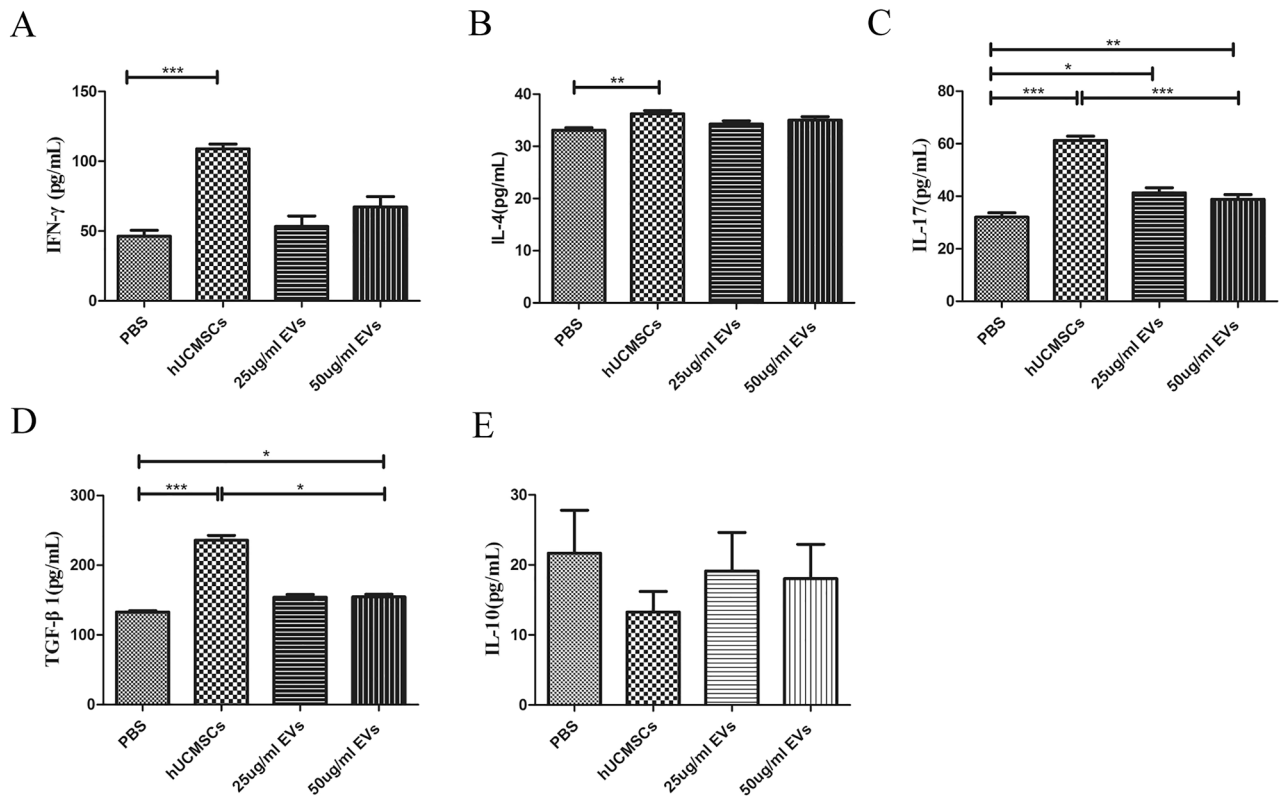 A
***
IFN-γ (pg/mL)
150
100
50
0
PBS
hUCMSCs
25ug/ml EVs
50ug/ml EVs
B
**
IL-4(pg/mL)
40
30
20
10
0
PBS
hUCMSCs
25ug/ml EVs
50ug/ml EVs
C
**
*
*** ***
IL-17(pg/mL)
80
60
40
20
0
PBS
hUCMSCs
25ug/ml EVs
50ug/ml EVs
D
*
*** *
TGF-β 1(pg/mL)
300
200
100
0
PBS
hUCMSCs
25ug/ml EVs
50ug/ml EVs
E
IL-10(pg/mL)
30
20
10
0
PBS
hUCMSCs
25ug/ml EVs
50ug/ml EVs